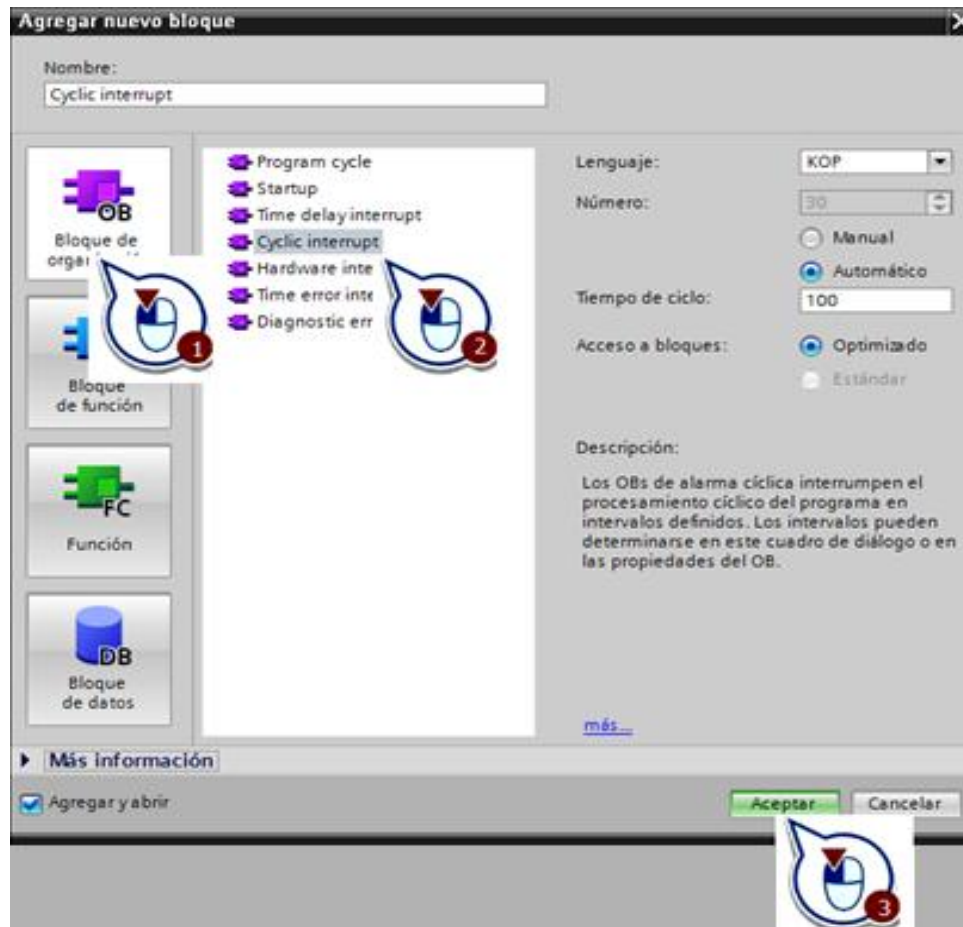 Agregar nuevo bloque
Nombre:
Cyclic interrupt
OB
Bloque de
Bloque
de función
FC
Función
DB
Bloque
de datos
Program cycle
Startup
Time delay interrupt
Cyclic interrupt
Hardware inte
Time error inte
Diagnostic err
1
2
Lenguaje: KOP
Número: 30
Manual
Automático
Tiempo de ciclo: 100
Acceso a bloques: Optimizado
Estándar
Descripción:
Los OBs de alarma cíclica interrumpen el
procesamiento cíclico del programa en
intervalos definidos. Los intervalos pueden
determinarse en este cuadro de diálogo o en
las propiedades del OB.
más...
Más información
Agregar y abrir
Aceptar Cancelar
3